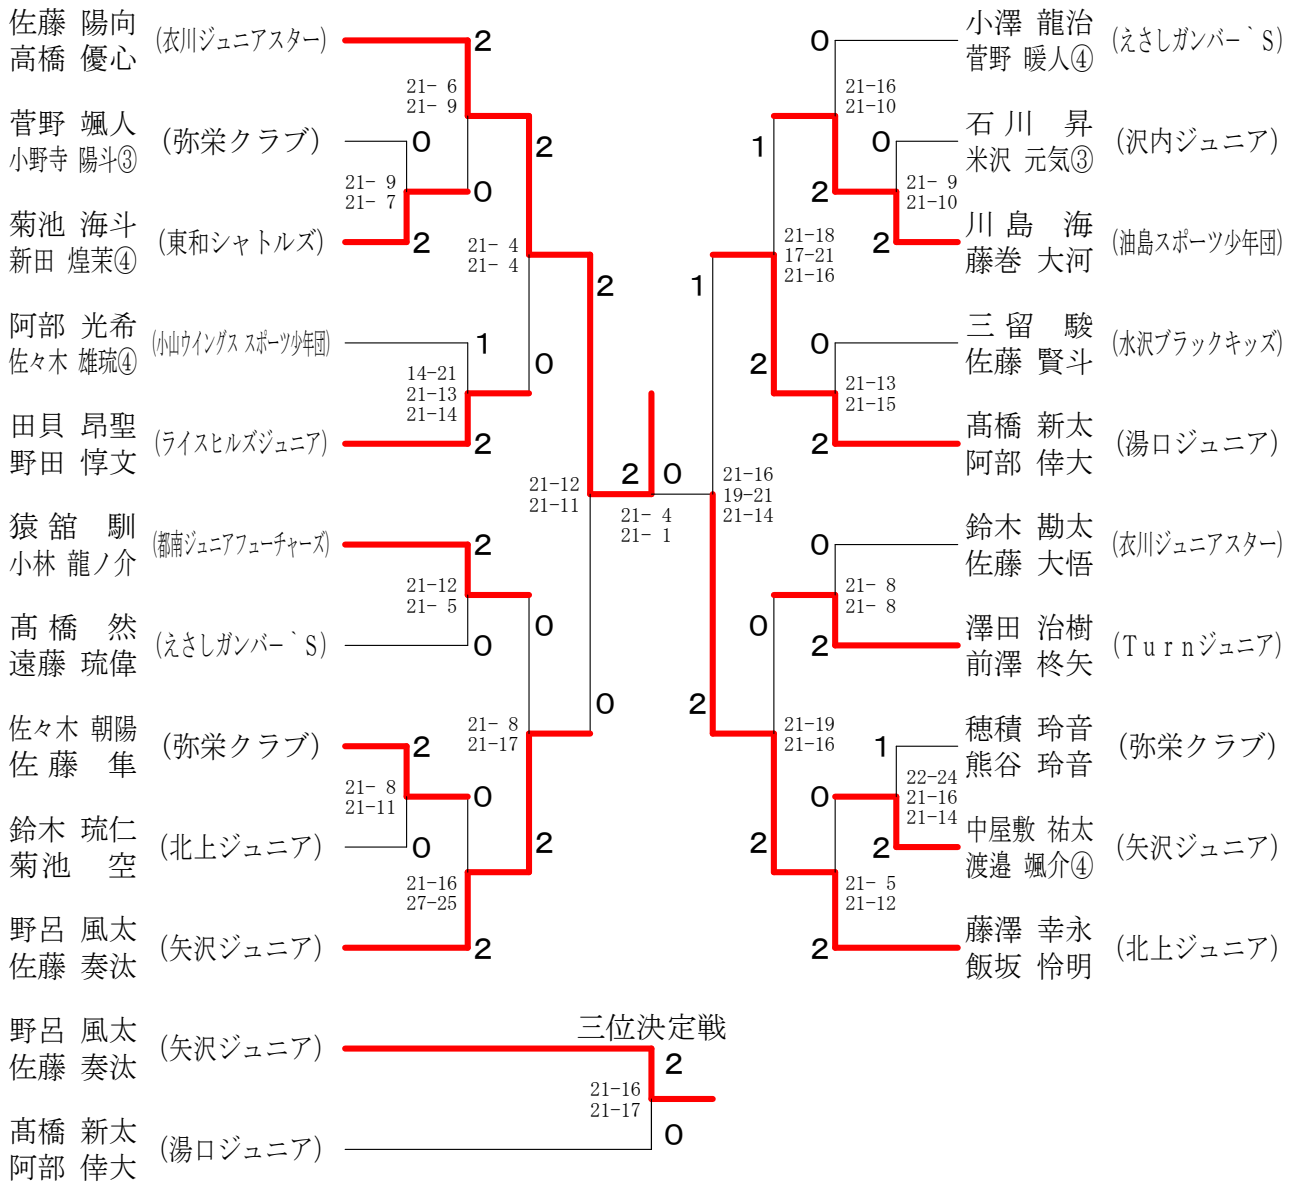 佐藤 陽向
高橋 優心
(衣川ジュニアスター)
2
21- 6
21- 9
菅野 颯人
小野寺 陽斗③
(弥栄クラブ)
0
2
21- 9
21- 7
0
菊池 海斗
新田 煌茉④
(東和シャトルズ)
2
21- 4
21- 4
2
阿部 光希
佐々木 雄琉④
(小山ウイングス スポーツ少年団)
1
0
14-21
21-13
21-14
田貝 昂聖
野田 惇文
(ライスヒルズジュニア)
2
21-12
21-11
猿舘 馴
小林 龍ノ介
(都南ジュニアフューチャーズ)
2
21-12
21- 5
0
髙橋 然
遠藤 琉偉
(えさしガンバー｀S)
0
0
佐々木 朝陽
佐藤 隼
(弥栄クラブ)
2
21- 8
21-17
21- 8
21-11
0
鈴木 琉仁
菊池 空
(北上ジュニア)
0
2
21-16
27-25
野呂 風太
佐藤 奏汰
(矢沢ジュニア)
2
2
0
21- 4
21- 1
0
小澤 龍治
菅野 暖人④
(えさしガンバー｀S)
21-16
21-10
1
0
石川 昇
米沢 元気③
(沢内ジュニア)
2
21- 9
21-10
2
川島 海
藤巻 大河
(油島スポーツ少年団)
1
21-18
17-21
21-16
0
三留 駿
佐藤 賢斗
(水沢ブラックキッズ)
2
21-13
21-15
2
髙橋 新太
阿部 倖大
(湯口ジュニア)
21-16
19-21
21-14
0
鈴木 勘太
佐藤 大悟
(衣川ジュニアスター)
21- 8
21- 8
0
2
澤田 治樹
前澤 柊矢
(Turnジュニア)
2
21-19
21-16
1
穂積 玲音
熊谷 玲音
(弥栄クラブ)
0
22-24
21-16
21-14
2
2
中屋敷 祐太
渡邉 颯介④
(矢沢ジュニア)
21- 5
21-12
2
藤澤 幸永
飯坂 怜明
(北上ジュニア)
三位決定戦
野呂 風太
佐藤 奏汰
(矢沢ジュニア)
2
21-16
21-17
髙橋 新太
阿部 倖大
(湯口ジュニア)
0